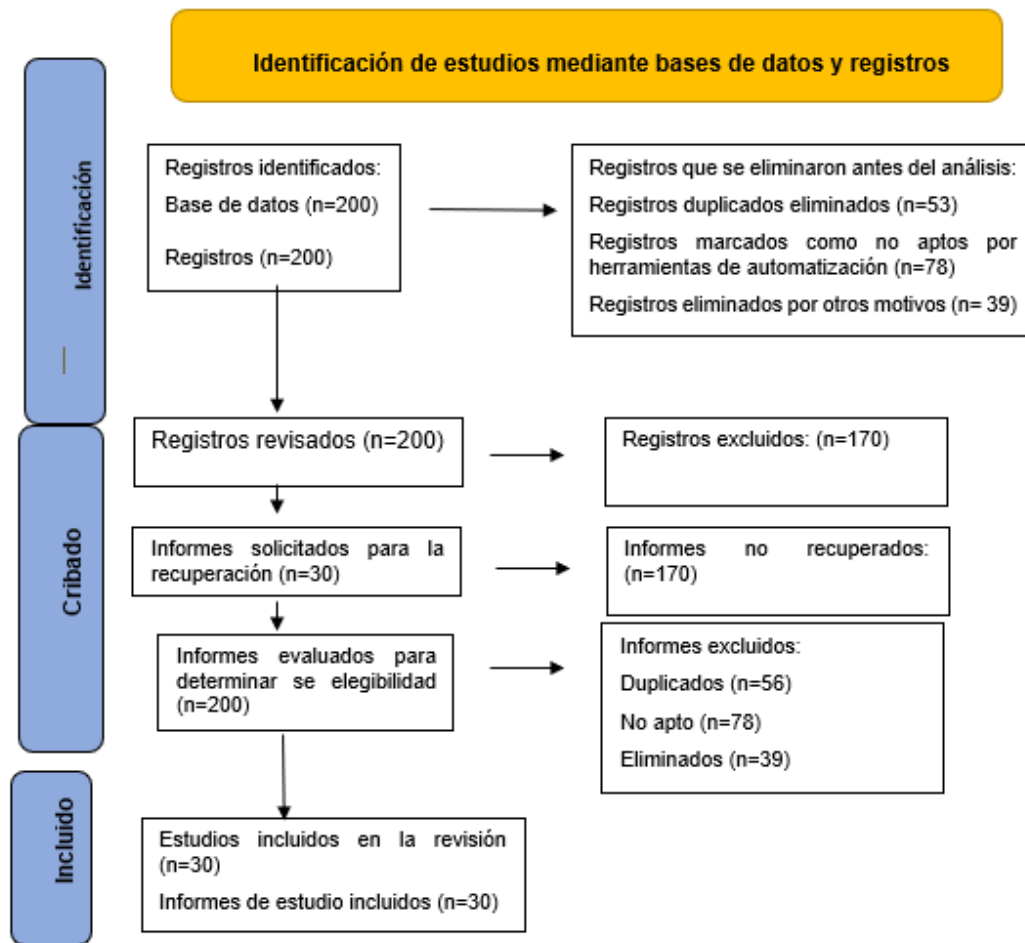 Identificación de estudios mediante bases de datos y registros
Identificación
Registros identificados:
Base de datos (n=200)
Registros (n=200)
Registros que se eliminaron antes del análisis:
Registros duplicados eliminados (n=53)
Registros marcados como no aptos por
herramientas de automatización (n=78)
Registros eliminados por otros motivos (n= 39)
Cribado
Registros revisados (n=200)
Registros excluidos: (n=170)
Informes solicitados para la
recuperación (n=30)
Informes no recuperados:
(n=170)
Informes evaluados para
determinar se elegibilidad
(n=200)
Informes excluidos:
Duplicados (n=56)
No apto (n=78)
Eliminados (n=39)
Incluido
Estudios incluidos en la revisión
(n=30)
Informes de estudio incluidos (n=30)